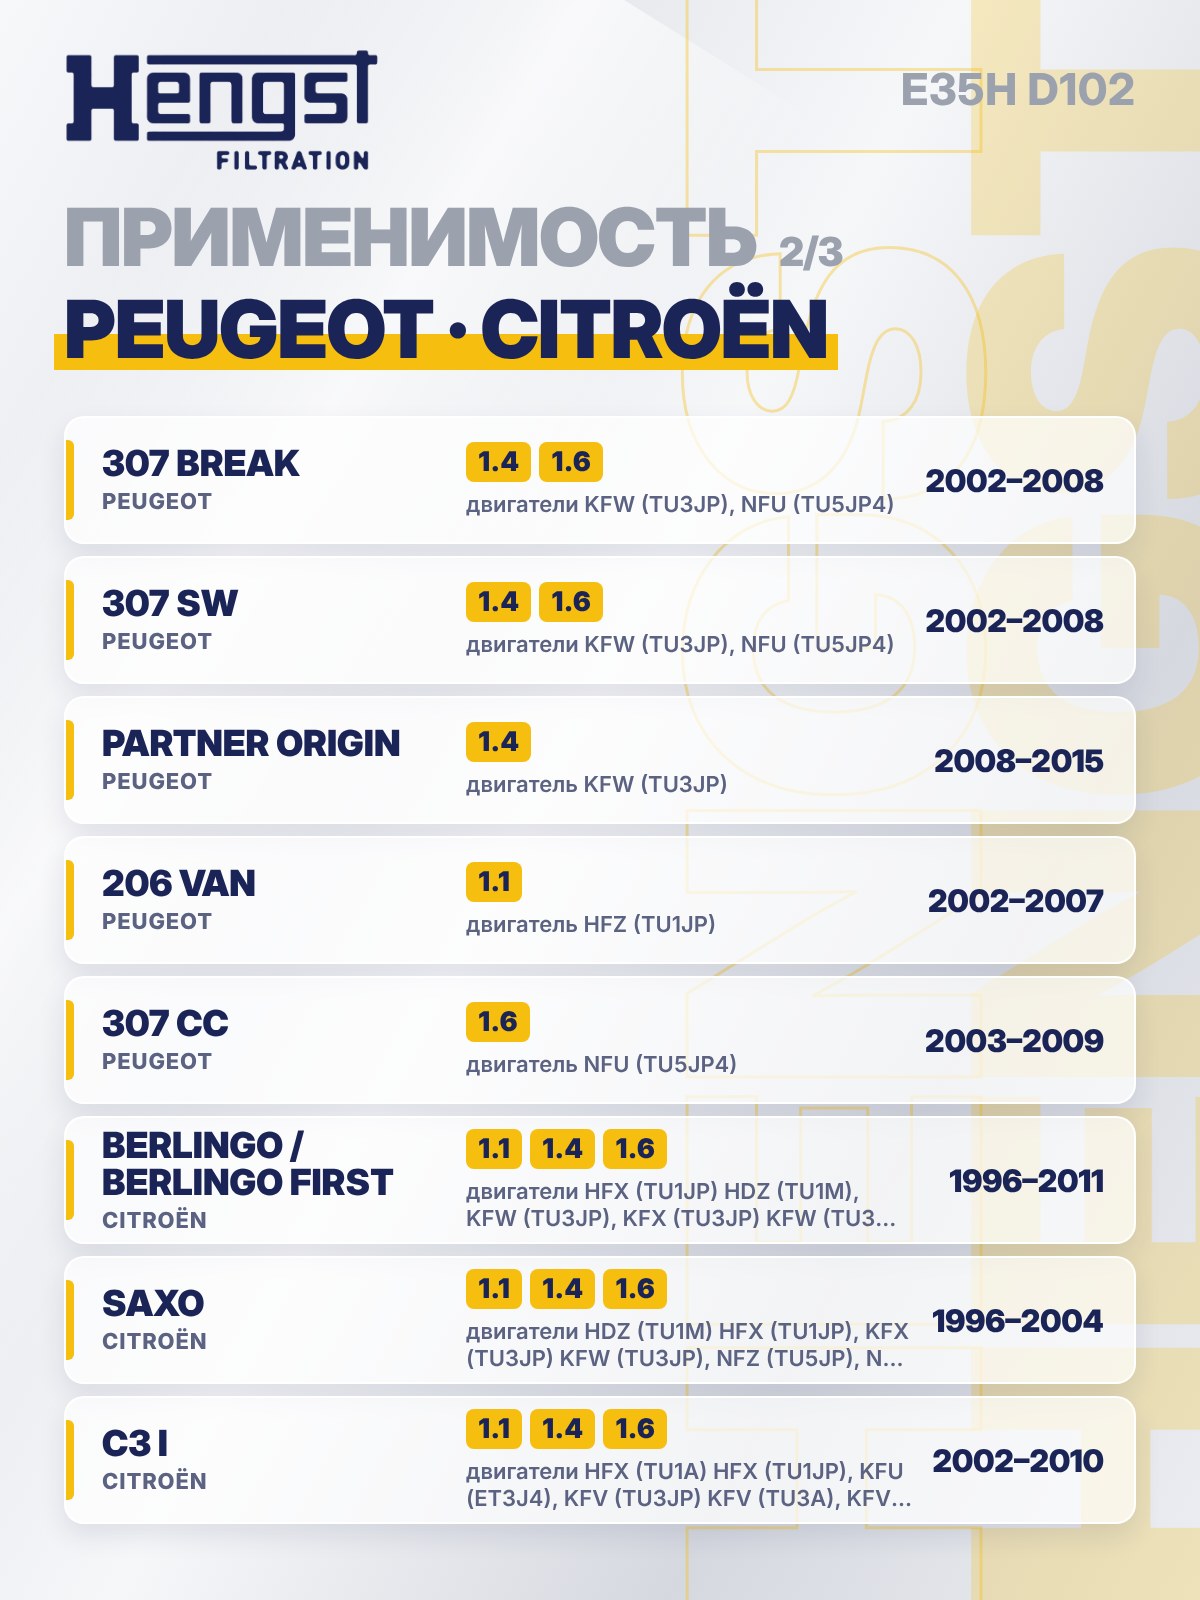 Hengst
FILTRATION
E35H D102
ПРИМЕНИМОСТЬ 2/3
PEUGEOT · CITROËN
307 BREAK
PEUGEOT
1.4 1.6
двигатели KFW (TU3JP), NFU (TU5JP4)
2002–2008
307 SW
PEUGEOT
1.4 1.6
двигатели KFW (TU3JP), NFU (TU5JP4)
2002–2008
PARTNER ORIGIN
PEUGEOT
1.4
двигатель KFW (TU3JP)
2008–2015
206 VAN
PEUGEOT
1.1
двигатель HFZ (TU1JP)
2002–2007
307 CC
PEUGEOT
1.6
двигатель NFU (TU5JP4)
2003–2009
BERLINGO /
BERLINGO FIRST
CITROËN
1.1 1.4 1.6
двигатели HFX (TU1JP) HDZ (TU1M),
KFW (TU3JP), KFX (TU3JP) KFW (TU3...
1996–2011
SAXO
CITROËN
1.1 1.4 1.6
двигатели HDZ (TU1M) HFX (TU1JP), KFX
(TU3JP) KFW (TU3JP), NFZ (TU5JP), N...
1996–2004
C3 I
CITROËN
1.1 1.4 1.6
двигатели HFX (TU1A) HFX (TU1JP), KFU
(ET3J4), KFV (TU3JP) KFV (TU3A), KFV...
2002–2010
HENGST
HENGST